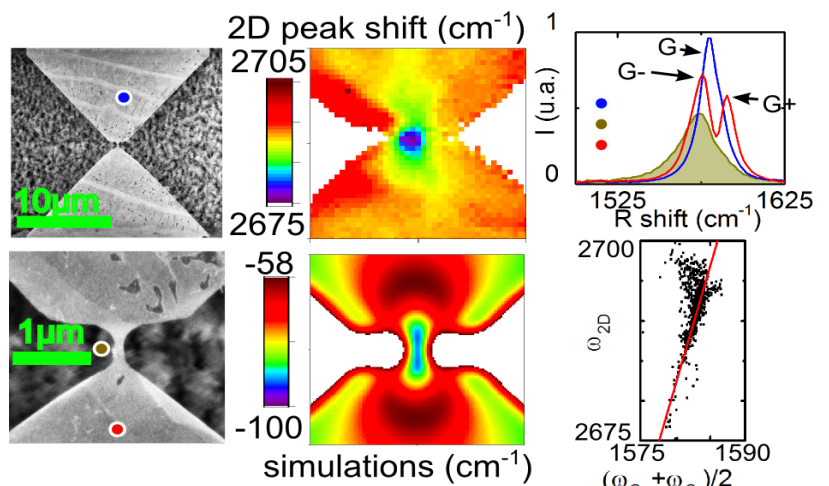 2D peak shift (cm-1)
2705
2675
10μm
1
I (u.a.)
0
G
G-
G+
1525
1625
R shift (cm-1)
-58
-100
1μm
simulations (cm-1)
2700
ω2D
2675
1575
1590